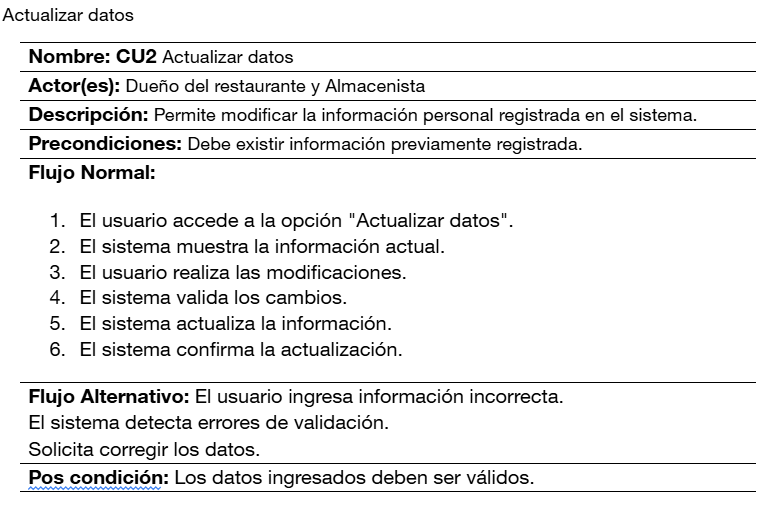 Actualizar datos
Nombre: CU2 Actualizar datos
Actor(es): Dueño del restaurante y Almacenista
Descripción: Permite modificar la información personal registrada en el sistema.
Precondiciones: Debe existir información previamente registrada.
Flujo Normal:
1. El usuario accede a la opción "Actualizar datos".
2. El sistema muestra la información actual.
3. El usuario realiza las modificaciones.
4. El sistema valida los cambios.
5. El sistema actualiza la información.
6. El sistema confirma la actualización.
Flujo Alternativo: El usuario ingresa información incorrecta.
El sistema detecta errores de validación.
Solicita corregir los datos.
Pos condición: Los datos ingresados deben ser válidos.